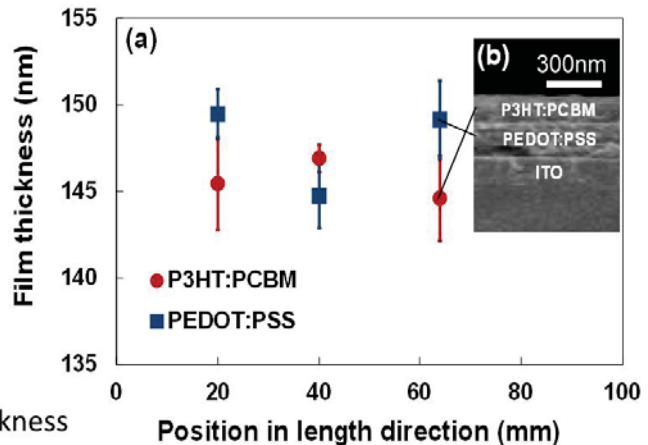 155
150
145
140
135
Film thickness (nm)
(a)
(b)
300nm
P3HT:PCBM
PEDOT:PSS
ITO
P3HT:PCBM
PEDOT:PSS
0
20
40
60
80
100
Position in length direction (mm)